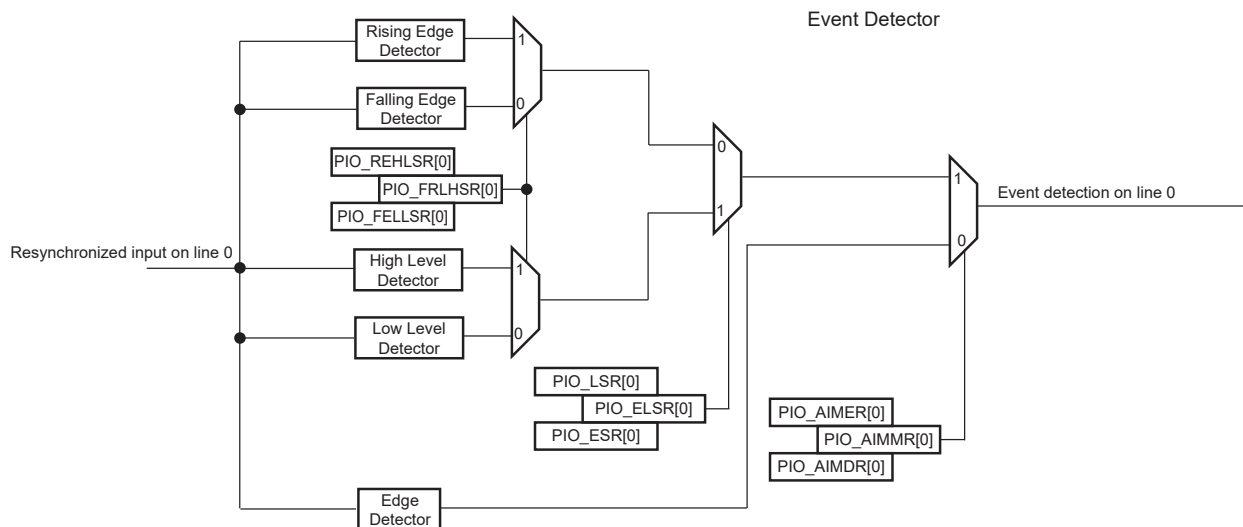 Event Detector
Rising Edge
Detector
1
Falling Edge
Detector
0
PIO_REHLSR[0]
PIO_FRLHSR[0]
PIO_FELLSR[0]
0
1
1
Event detection on line 0
0
Resynchronized input on line 0
High Level
Detector
1
Low Level
Detector
0
PIO_LSR[0]
PIO_ELSR[0]
PIO_ESR[0]
PIO_AIMER[0]
PIO_AIMMR[0]
PIO_AIMDR[0]
Edge
Detector